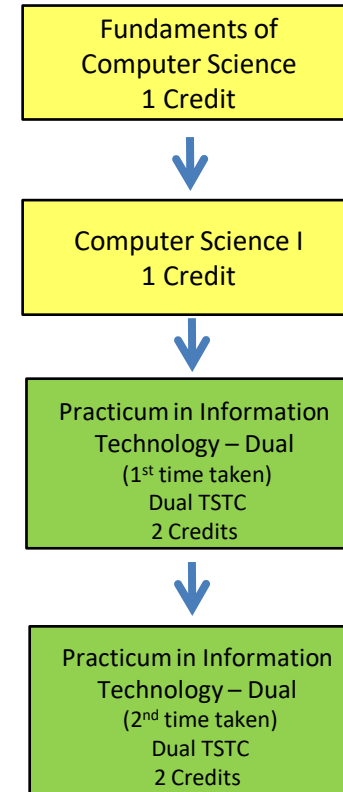 Fundaments of
Computer Science
1 Credit
Computer Science I
1 Credit
Practicum in Information
Technology – Dual
(1st time taken)
Dual TSTC
2 Credits
Practicum in Information
Technology – Dual
(2nd time taken)
Dual TSTC
2 Credits